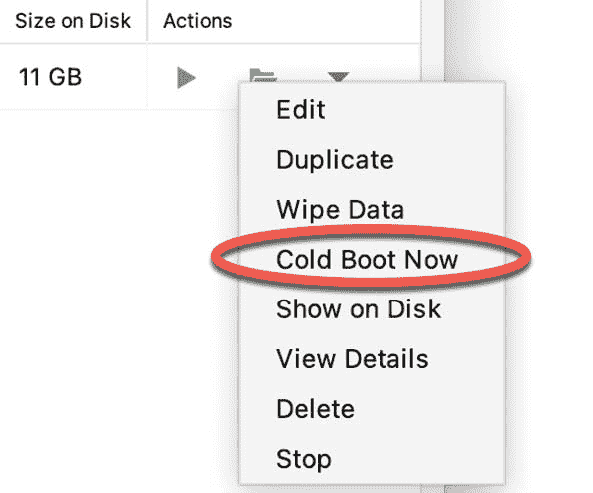 Size on Disk Actions
11 GB
Edit
Duplicate
Wipe Data
Cold Boot Now
Show on Disk
View Details
Delete
Stop